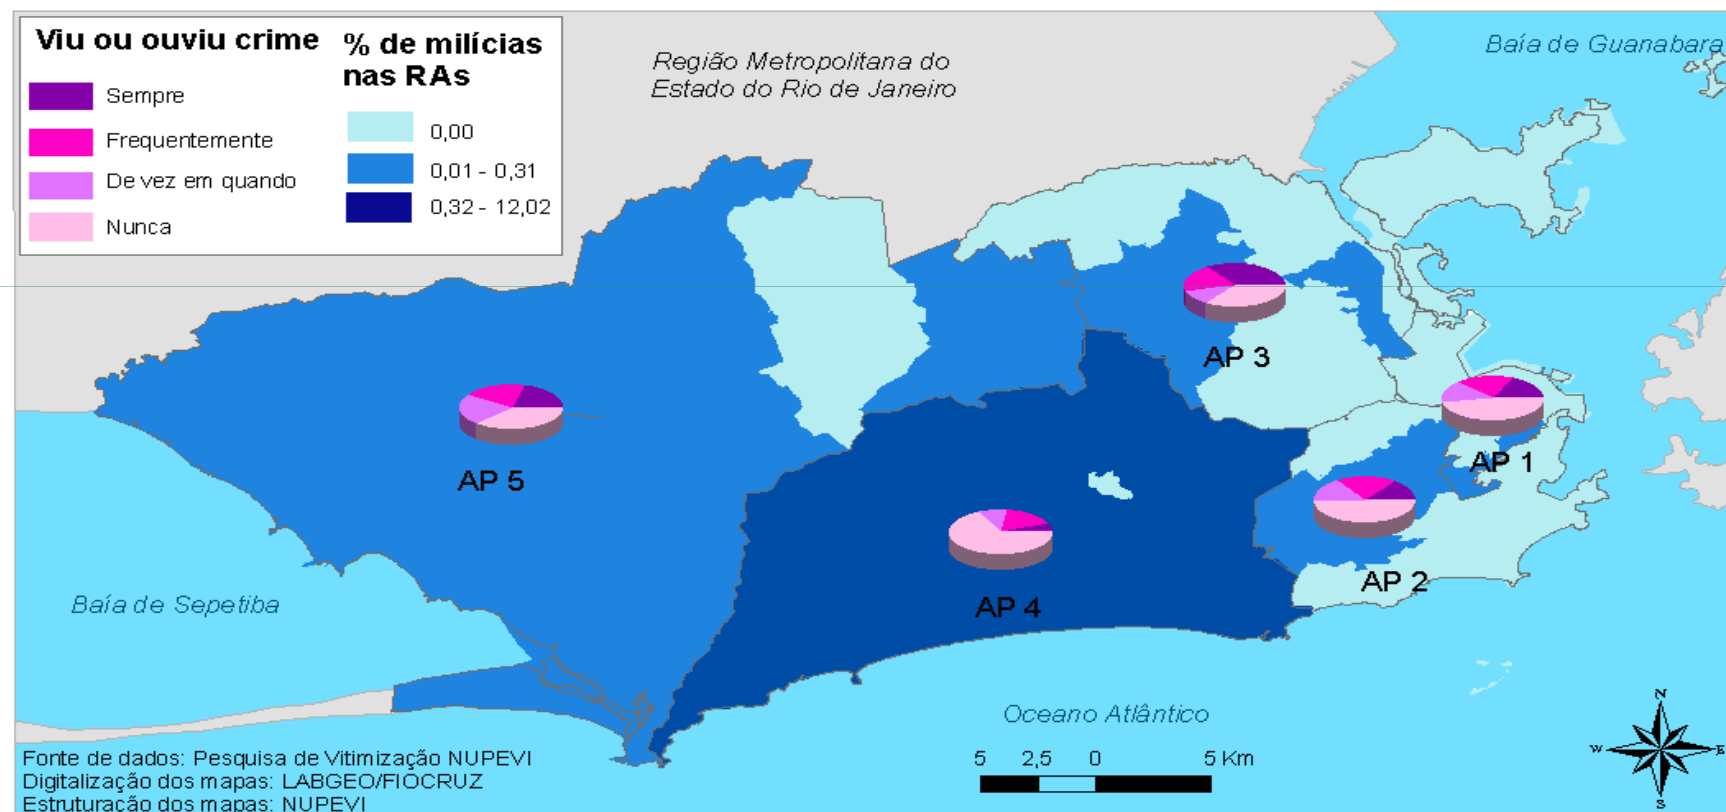 Viu ou ouviu crime
Sempre
Frequentemente
De vez em quando
Nunca
% de milícias
nas RAs
0,00
0,01 - 0,31
0,32 - 12,02
Região Metropolitana do
Estado do Rio de Janeiro
Baía de Guanabara
AP 3
AP 1
AP 5
AP 2
AP 4
Baía de Sepetiba
Oceano Atlântico
5 2,5 0 5 Km
N
W E
S
Fonte de dados: Pesquisa de Vitimização NUPEVI
Digitalização dos mapas: LABGEO/FIOCRUZ
Estruturação dos mapas: NUPEVI